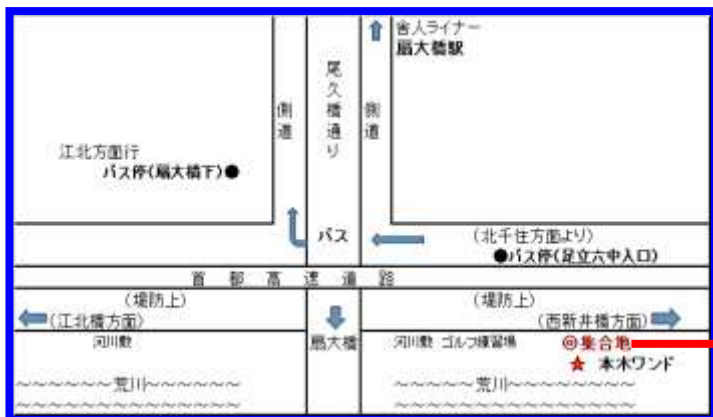 舎人ライナー
扇大橋駅
尾久橋通り
側道
側道
江北方面行
バス停(扇大橋下)●
バス
(北千住方面より)
●バス停(足立六中入口)
首都高速道路
(堤防上)
(江北橋方面)
(堤防上)
(西新井橋方面)
河川敷
扇大橋
河川敷 ゴルフ練習場
◎集合地
★ 本木ワンド
~~~~~~荒川~~~~~~
~~~~~~~~~~~~~~
~~~~~荒川~~~~~~~~
~~~~~~~~~~~~~~~